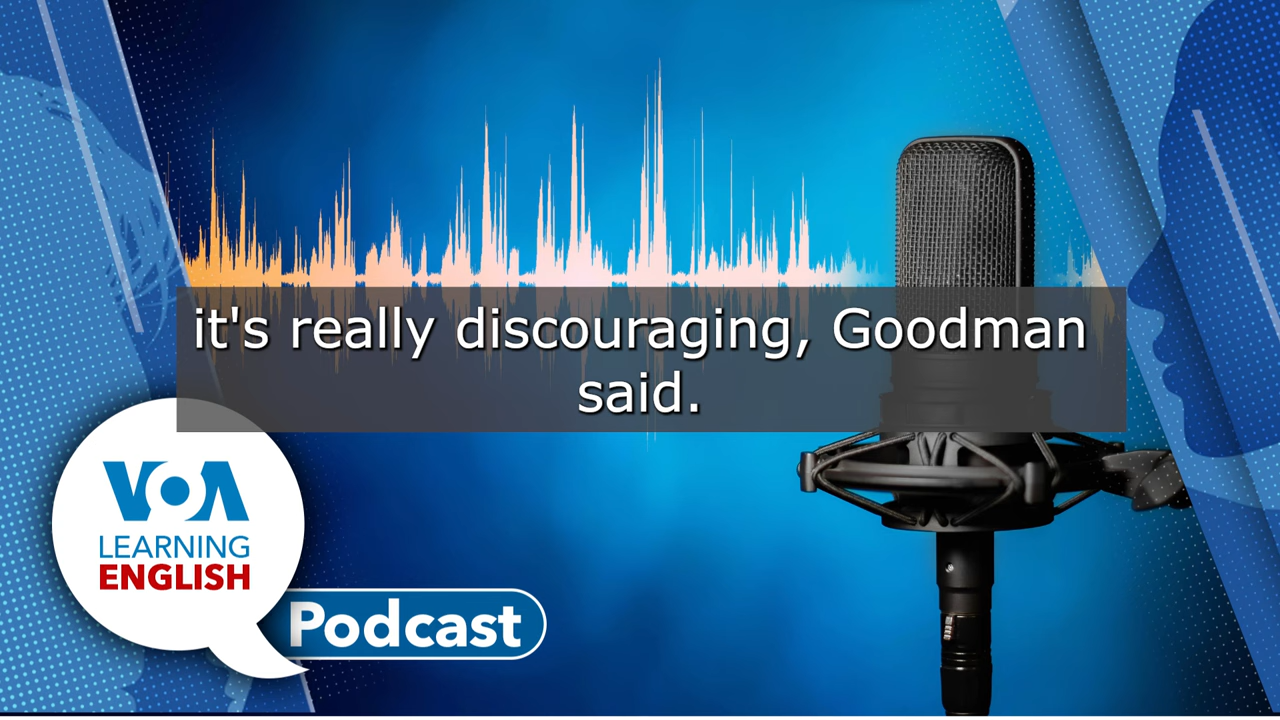 it's really discouraging, Goodman
said.
VOA
LEARNING
ENGLISH
Podcast